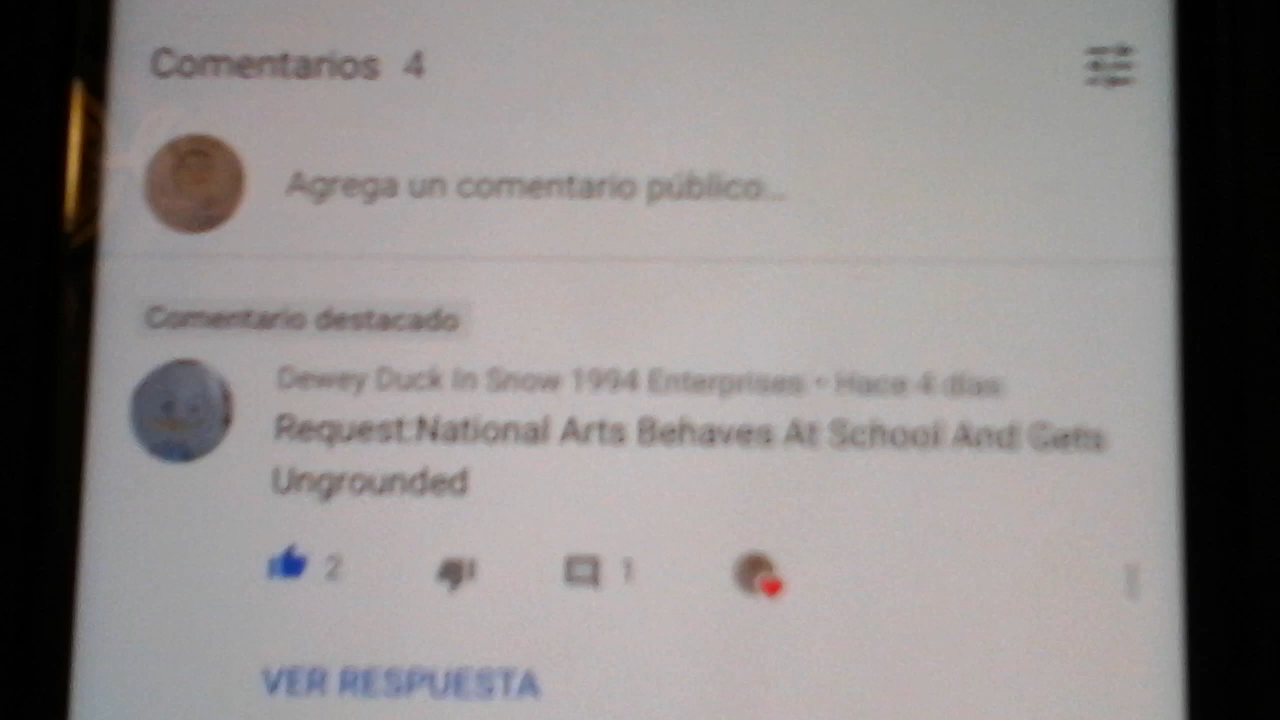 Comentarios 4
Agrega un comentario público...
Comentario destacado
Dewey Duck In Snow 1994 Enterprises • Hace 4 días
Request:National Arts Behaves At School And Gets
Ungrounded
2 1
VER RESPUESTA